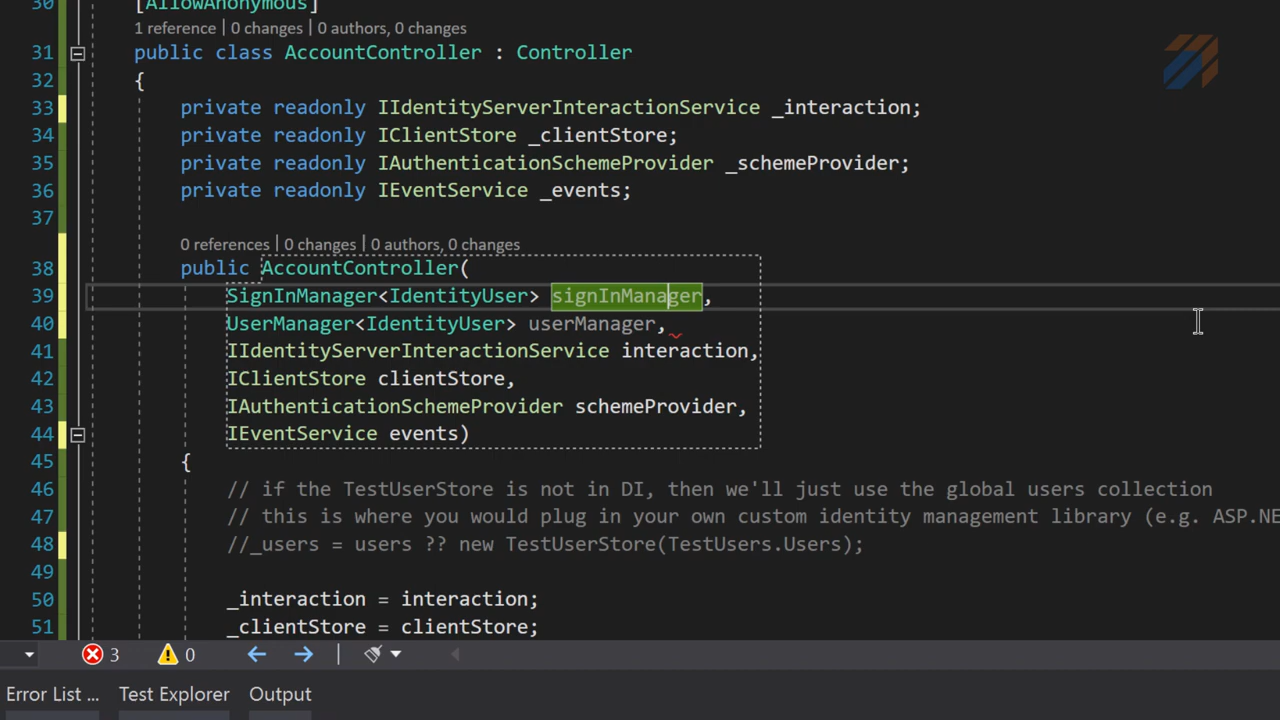 30 [AllowAnonymous]
1 reference | 0 changes | 0 authors, 0 changes
31 public class AccountController : Controller
32 {
33 private readonly IIdentityServerInteractionService _interaction;
34 private readonly IClientStore _clientStore;
35 private readonly IAuthenticationSchemeProvider _schemeProvider;
36 private readonly IEventService _events;
37
0 references | 0 changes | 0 authors, 0 changes
38 public AccountController(
39 SignInManager<IdentityUser> signInManager,
40 UserManager<IdentityUser> userManager,
41 IIdentityServerInteractionService interaction,
42 IClientStore clientStore,
43 IAuthenticationSchemeProvider schemeProvider,
44 IEventService events)
45 {
46 // if the TestUserStore is not in DI, then we'll just use the global users collection
47 // this is where you would plug in your own custom identity management library (e.g. ASP.NE
48 //_users = users ?? new TestUserStore(TestUsers.Users);
49
50 _interaction = interaction;
51 _clientStore = clientStore;
3 0
Error List ... Test Explorer Output